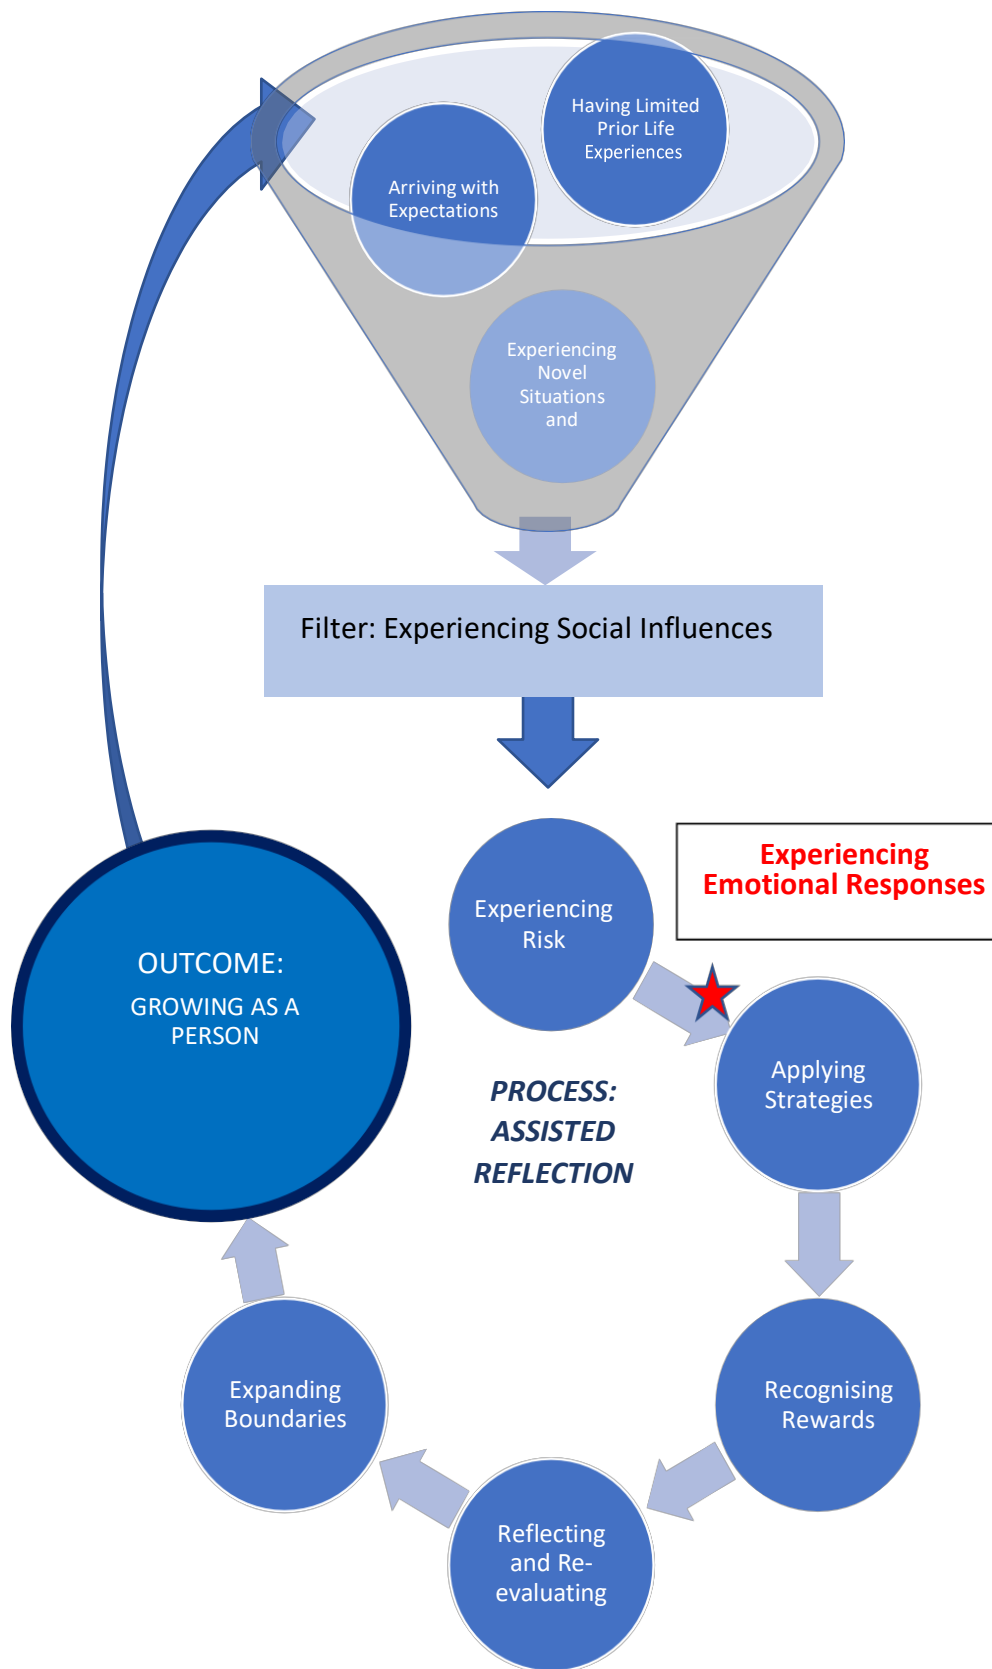 Having Limited
Prior Life
Experiences
Arriving with
Expectations
Experiencing
Novel
Situations
and
Filter: Experiencing Social Influences
Experiencing
Risk
Experiencing
Emotional Responses
OUTCOME:
GROWING AS A
PERSON
Applying
Strategies
PROCESS:
ASSISTED
REFLECTION
Recognising
Rewards
Expanding
Boundaries
Reflecting
and Re-
evaluating